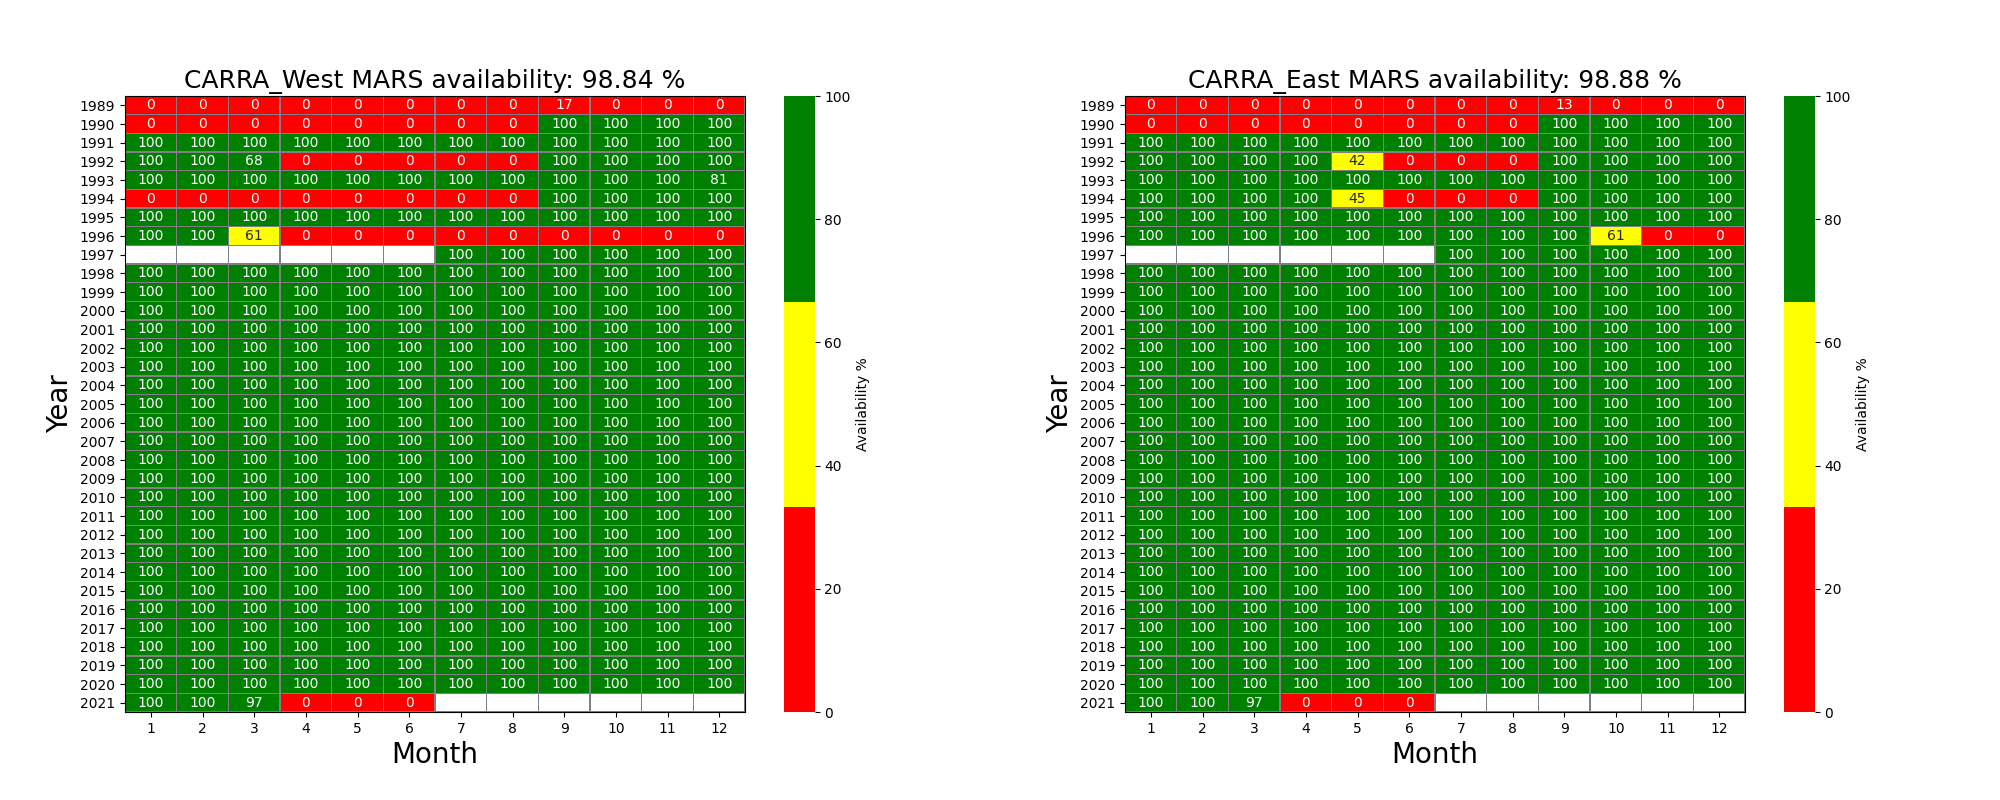 CARRA_West MARS availability: 98.84 %
1989 0 0 0 0 0 0 0 0 17 0 0 0
1990 0 0 0 0 0 0 0 0 100 100 100 100
1991 100 100 100 100 100 100 100 100 100 100 100 100
1992 100 100 68 0 0 0 0 0 100 100 100 100
1993 100 100 100 100 100 100 100 100 100 100 100 81
1994 0 0 0 0 0 0 0 0 100 100 100 100
1995 100 100 100 100 100 100 100 100 100 100 100 100
1996 100 100 61 0 0 0 0 0 0 0 0 0
1997 100 100 100 100 100 100
1998 100 100 100 100 100 100 100 100 100 100 100 100
1999 100 100 100 100 100 100 100 100 100 100 100 100
2000 100 100 100 100 100 100 100 100 100 100 100 100
2001 100 100 100 100 100 100 100 100 100 100 100 100
2002 100 100 100 100 100 100 100 100 100 100 100 100
2003 100 100 100 100 100 100 100 100 100 100 100 100
2004 100 100 100 100 100 100 100 100 100 100 100 100
2005 100 100 100 100 100 100 100 100 100 100 100 100
2006 100 100 100 100 100 100 100 100 100 100 100 100
2007 100 100 100 100 100 100 100 100 100 100 100 100
2008 100 100 100 100 100 100 100 100 100 100 100 100
2009 100 100 100 100 100 100 100 100 100 100 100 100
2010 100 100 100 100 100 100 100 100 100 100 100 100
2011 100 100 100 100 100 100 100 100 100 100 100 100
2012 100 100 100 100 100 100 100 100 100 100 100 100
2013 100 100 100 100 100 100 100 100 100 100 100 100
2014 100 100 100 100 100 100 100 100 100 100 100 100
2015 100 100 100 100 100 100 100 100 100 100 100 100
2016 100 100 100 100 100 100 100 100 100 100 100 100
2017 100 100 100 100 100 100 100 100 100 100 100 100
2018 100 100 100 100 100 100 100 100 100 100 100 100
2019 100 100 100 100 100 100 100 100 100 100 100 100
2020 100 100 100 100 100 100 100 100 100 100 100 100
2021 100 100 97 0 0 0
1 2 3 4 5 6 7 8 9 10 11 12
Month
Year
100
80
60
40
20
0
Availability %
CARRA_East MARS availability: 98.88 %
1989 0 0 0 0 0 0 0 0 13 0 0 0
1990 0 0 0 0 0 0 0 0 100 100 100 100
1991 100 100 100 100 100 100 100 100 100 100 100 100
1992 100 100 100 100 42 0 0 0 100 100 100 100
1993 100 100 100 100 100 100 100 100 100 100 100 100
1994 100 100 100 100 45 0 0 0 100 100 100 100
1995 100 100 100 100 100 100 100 100 100 100 100 100
1996 100 100 100 100 100 100 100 100 100 61 0 0
1997 100 100 100 100 100 100
1998 100 100 100 100 100 100 100 100 100 100 100 100
1999 100 100 100 100 100 100 100 100 100 100 100 100
2000 100 100 100 100 100 100 100 100 100 100 100 100
2001 100 100 100 100 100 100 100 100 100 100 100 100
2002 100 100 100 100 100 100 100 100 100 100 100 100
2003 100 100 100 100 100 100 100 100 100 100 100 100
2004 100 100 100 100 100 100 100 100 100 100 100 100
2005 100 100 100 100 100 100 100 100 100 100 100 100
2006 100 100 100 100 100 100 100 100 100 100 100 100
2007 100 100 100 100 100 100 100 100 100 100 100 100
2008 100 100 100 100 100 100 100 100 100 100 100 100
2009 100 100 100 100 100 100 100 100 100 100 100 100
2010 100 100 100 100 100 100 100 100 100 100 100 100
2011 100 100 100 100 100 100 100 100 100 100 100 100
2012 100 100 100 100 100 100 100 100 100 100 100 100
2013 100 100 100 100 100 100 100 100 100 100 100 100
2014 100 100 100 100 100 100 100 100 100 100 100 100
2015 100 100 100 100 100 100 100 100 100 100 100 100
2016 100 100 100 100 100 100 100 100 100 100 100 100
2017 100 100 100 100 100 100 100 100 100 100 100 100
2018 100 100 100 100 100 100 100 100 100 100 100 100
2019 100 100 100 100 100 100 100 100 100 100 100 100
2020 100 100 100 100 100 100 100 100 100 100 100 100
2021 100 100 97 0 0 0
1 2 3 4 5 6 7 8 9 10 11 12
Month
Year
100
80
60
40
20
0
Availability %